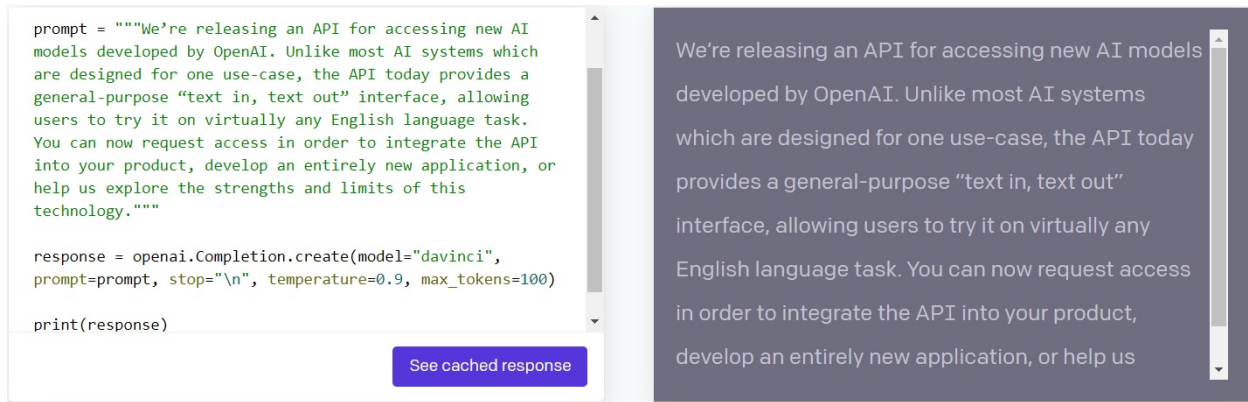 prompt = """We’re releasing an API for accessing new AI
models developed by OpenAI. Unlike most AI systems which
are designed for one use-case, the API today provides a
general-purpose “text in, text out” interface, allowing
users to try it on virtually any English language task.
You can now request access in order to integrate the API
into your product, develop an entirely new application, or
help us explore the strengths and limits of this
technology."""
response = openai.Completion.create(model="davinci",
prompt=prompt, stop="\n", temperature=0.9, max_tokens=100)
print(response)
See cached response
We’re releasing an API for accessing new AI models
developed by OpenAI. Unlike most AI systems
which are designed for one use-case, the API today
provides a general-purpose “text in, text out”
interface, allowing users to try it on virtually any
English language task. You can now request access
in order to integrate the API into your product,
develop an entirely new application, or help us